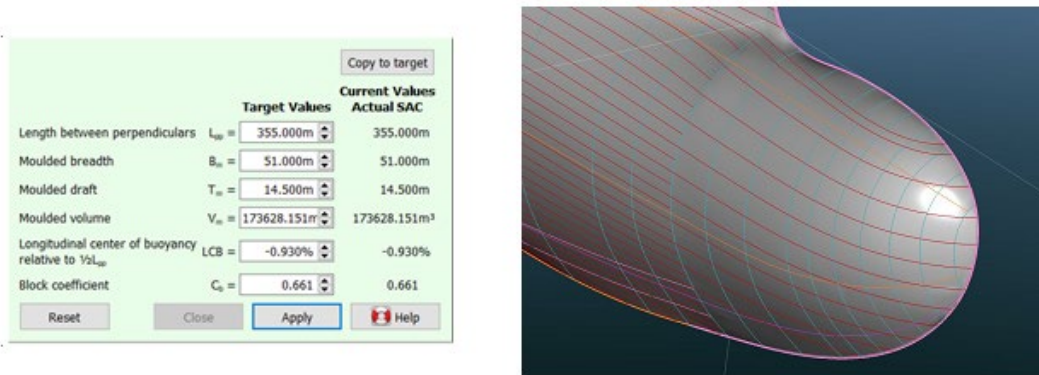 Copy to target
Target Values Current Values Actual SAC
Length between perpendiculars Lpp = 355.000m 355.000m
Moulded breadth Bm = 51.000m 51.000m
Moulded draft Tm = 14.500m 14.500m
Moulded volume Vm = 173628.151m 173628.151m³
Longitudinal center of buoyancy relative to ½Lpp LCB = -0.930% -0.930%
Block coefficient Cb = 0.661 0.661
Reset Close Apply Help